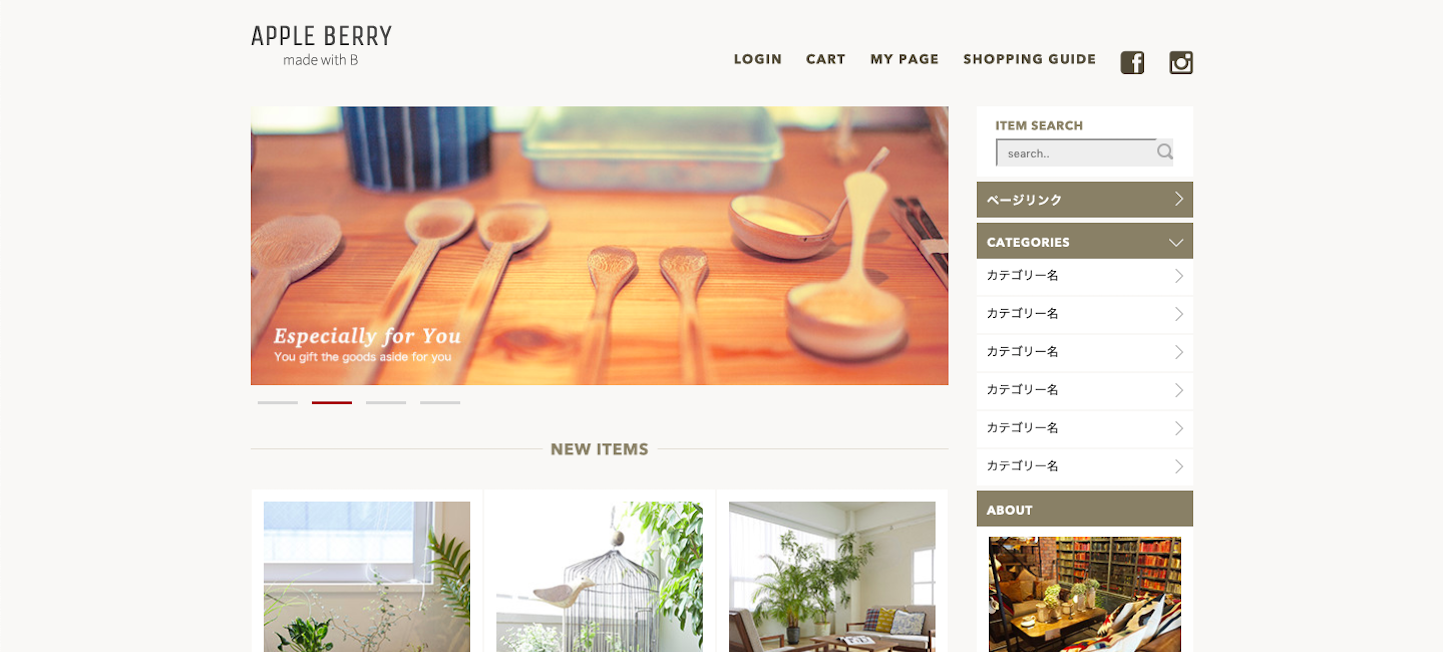 APPLE BERRY
made with B
LOGIN CART MY PAGE SHOPPING GUIDE
Especially for You
You gift the goods aside for you
NEW ITEMS
ITEM SEARCH
search..
ページリンク
CATEGORIES
カテゴリー名
カテゴリー名
カテゴリー名
カテゴリー名
カテゴリー名
カテゴリー名
ABOUT